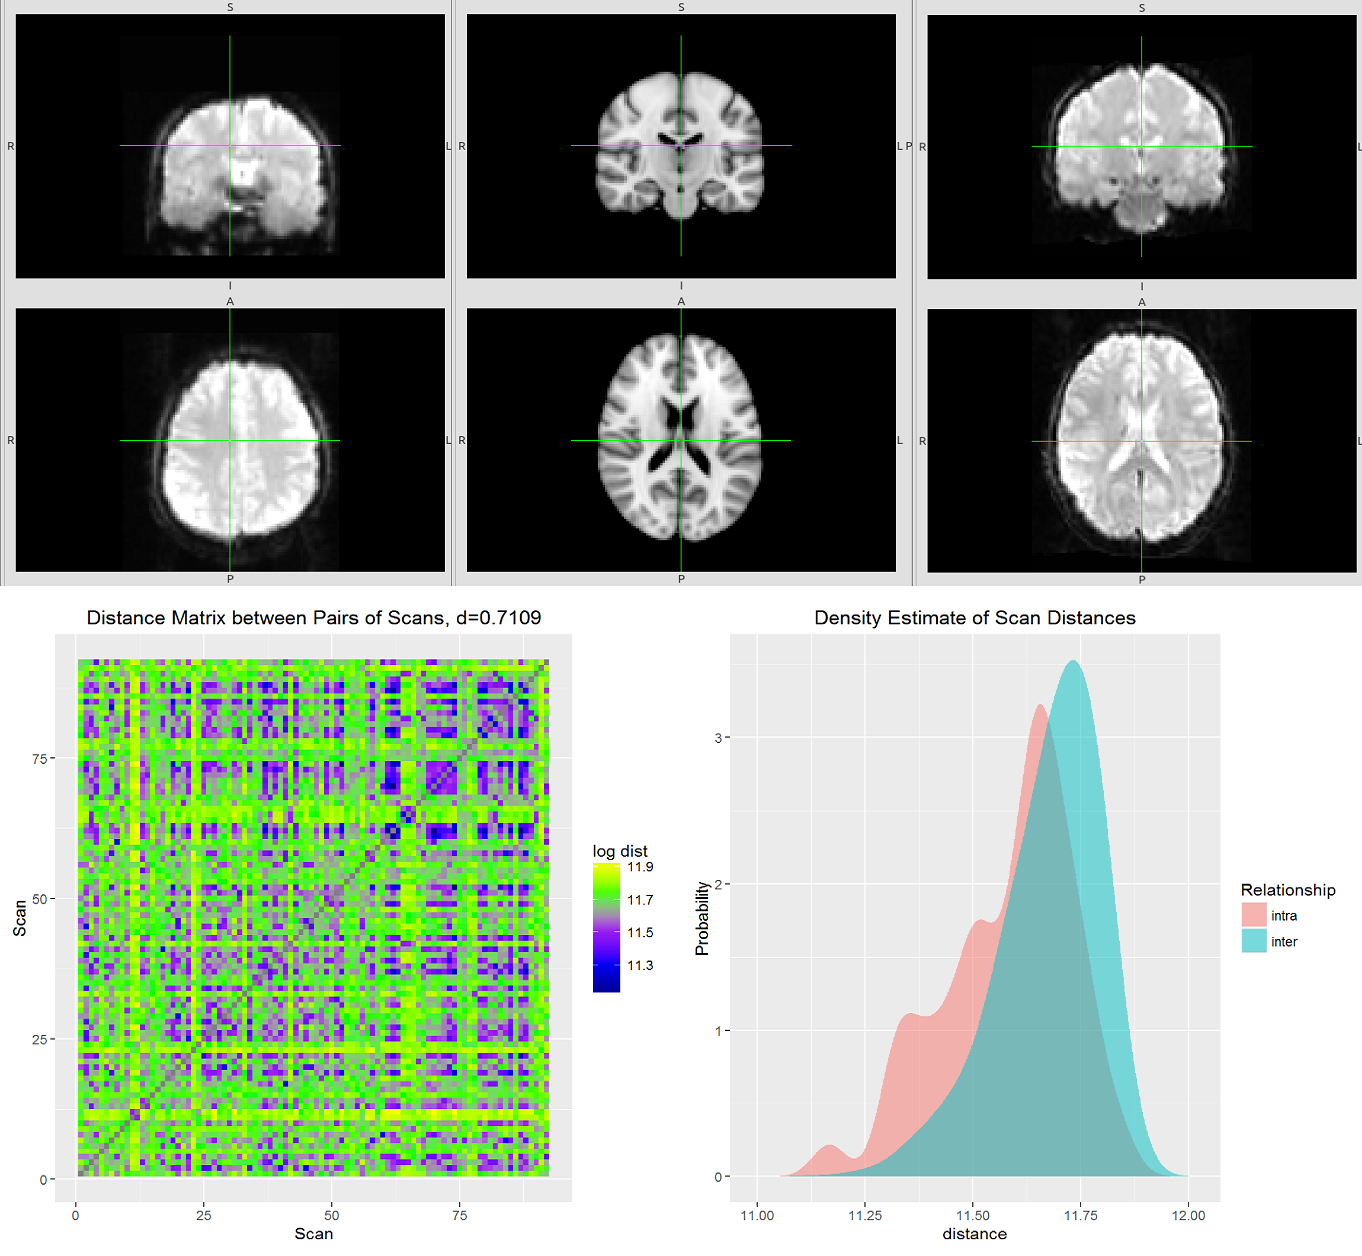 S S S
R L R L P R L
I I I
A A A
R L R L R L
P P P
Distance Matrix between Pairs of Scans, d=0.7109
75
50
25
0
Scan
0 25 50 75
Scan
log dist
11.9
11.7
11.5
11.3
Density Estimate of Scan Distances
3
2
1
0
Probability
11.00 11.25 11.50 11.75 12.00
distance
Relationship
intra
inter